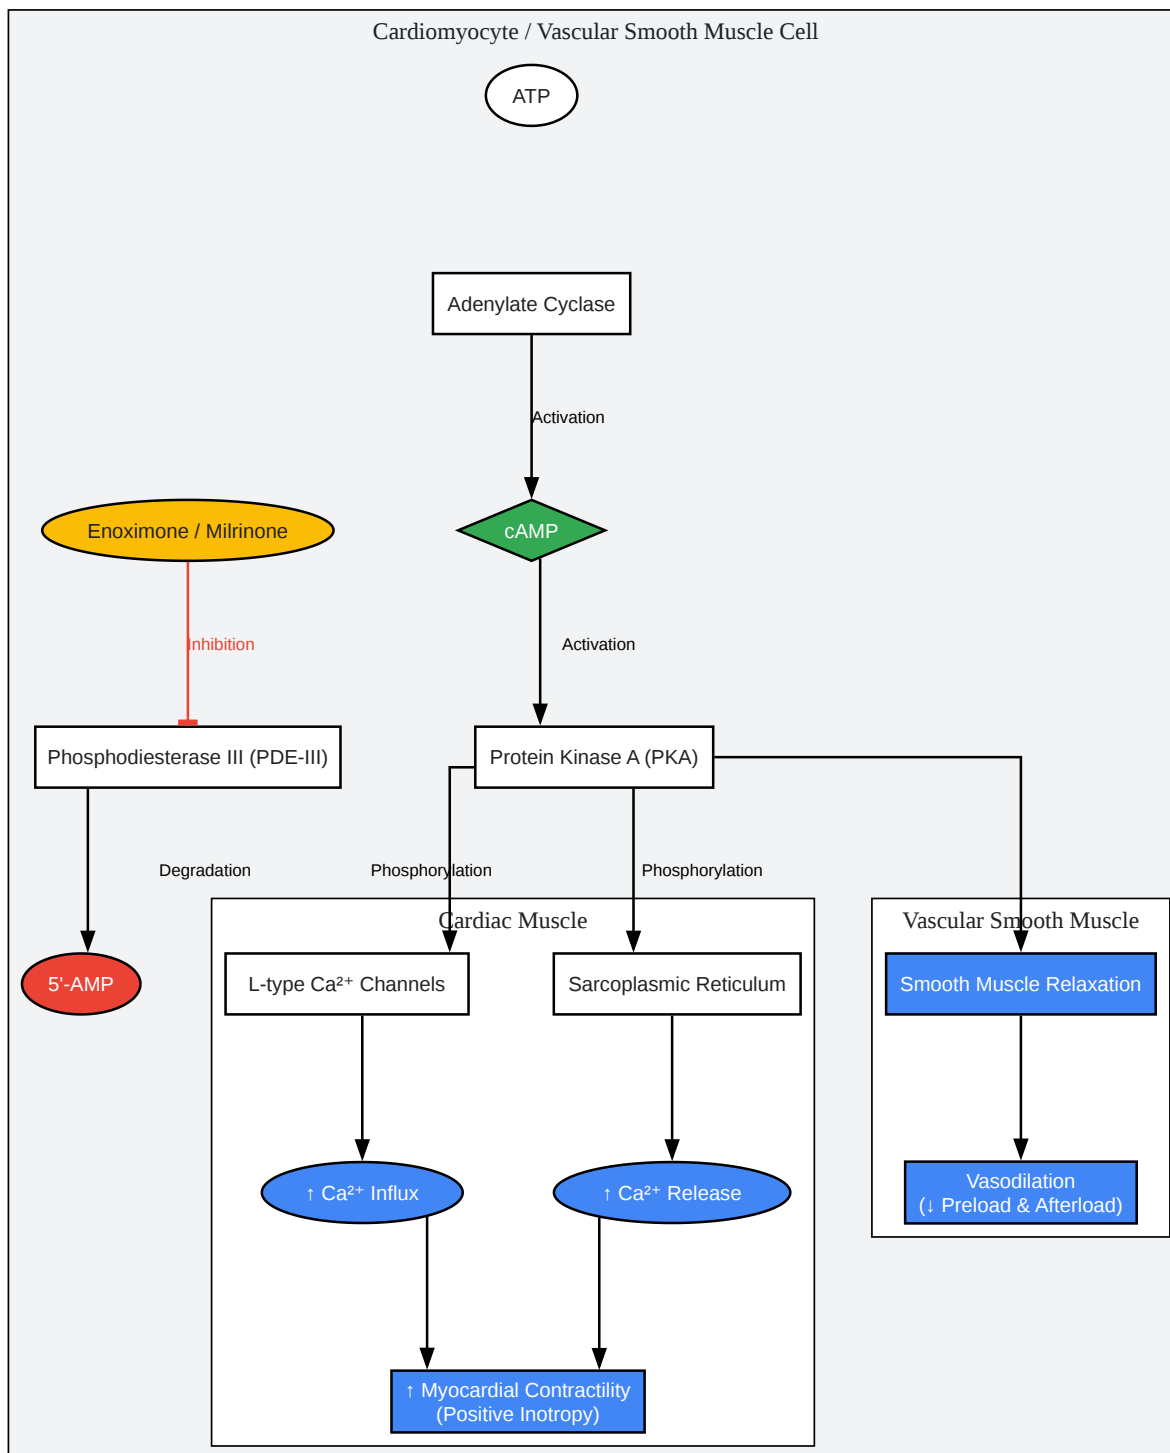 Cardiomyocyte / Vascular Smooth Muscle Cell
ATP
Adenylate Cyclase
Activation
Enoximone / Milrinone
cAMP
Inhibition
Activation
Phosphodiesterase III (PDE-III)
Protein Kinase A (PKA)
Degradation
Phosphorylation
Phosphorylation
Cardiac Muscle
Vascular Smooth Muscle
5'-AMP
L-type Ca²⁺ Channels
Sarcoplasmic Reticulum
Smooth Muscle Relaxation
↑ Ca²⁺ Influx
↑ Ca²⁺ Release
Vasodilation
(↓ Preload & Afterload)
↑ Myocardial Contractility
(Positive Inotropy)